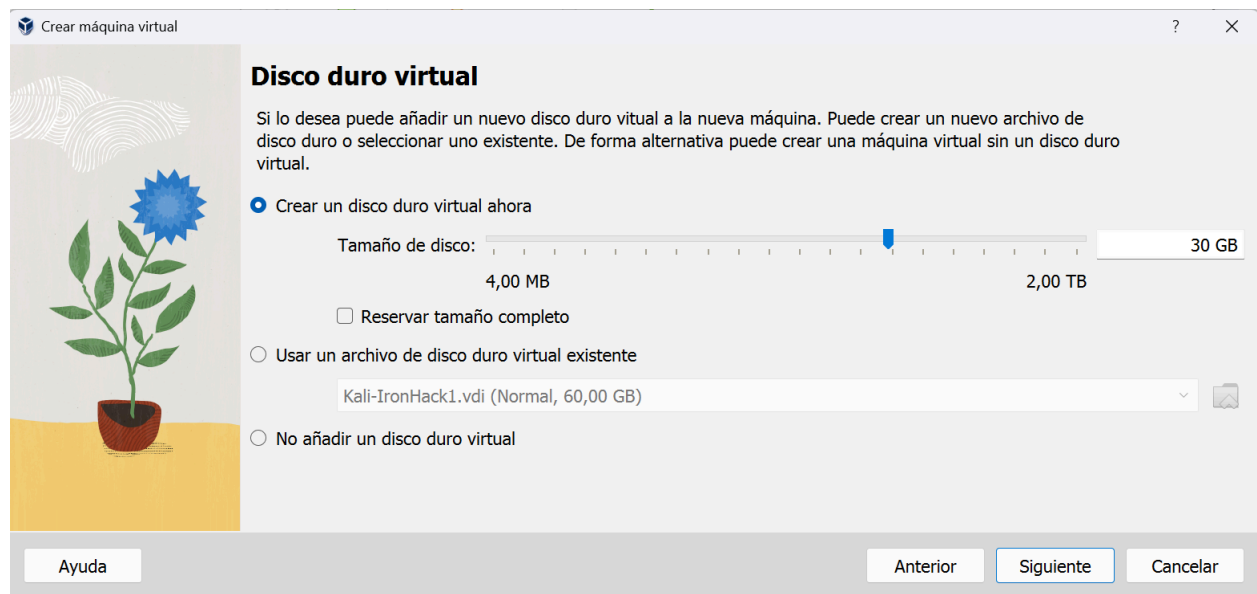 Crear máquina virtual
?
Disco duro virtual
Si lo desea puede añadir un nuevo disco duro vitual a la nueva máquina. Puede crear un nuevo archivo de
disco duro o seleccionar uno existente. De forma alternativa puede crear una máquina virtual sin un disco duro
virtual.
Crear un disco duro virtual ahora
Tamaño de disco: 30 GB
4,00 MB 2,00 TB
Reservar tamaño completo
Usar un archivo de disco duro virtual existente
Kali-IronHack1.vdi (Normal, 60,00 GB)
No añadir un disco duro virtual
Ayuda Anterior Siguiente Cancelar